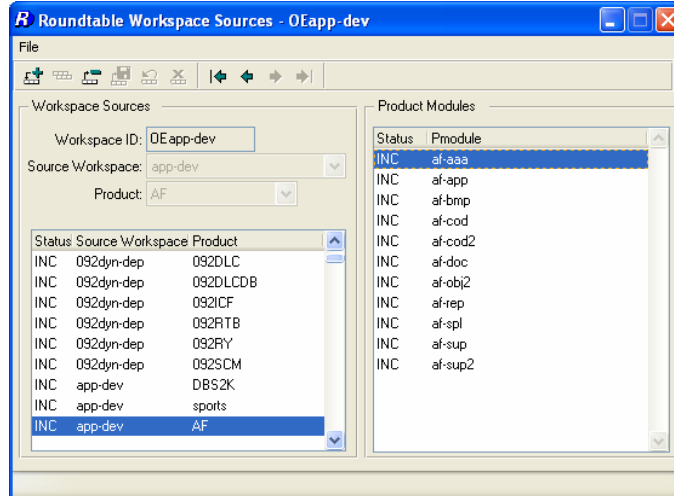 R Roundtable Workspace Sources - OEapp-dev
File
Workspace Sources
Workspace ID: OEapp-dev
Source Workspace: app-dev
Product: AF
Status Source Workspace Product
INC 092dyn-dep 092DLC
INC 092dyn-dep 092DLCDB
INC 092dyn-dep 092ICF
INC 092dyn-dep 092RTB
INC 092dyn-dep 092RY
INC 092dyn-dep 092SCM
INC app-dev DBS2K
INC app-dev sports
INC app-dev AF
Product Modules
Status Pmodule
INC af-aaa
INC af-app
INC af-bmp
INC af-cod
INC af-cod2
INC af-doc
INC af-obj2
INC af-rep
INC af-spl
INC af-sup
INC af-sup2